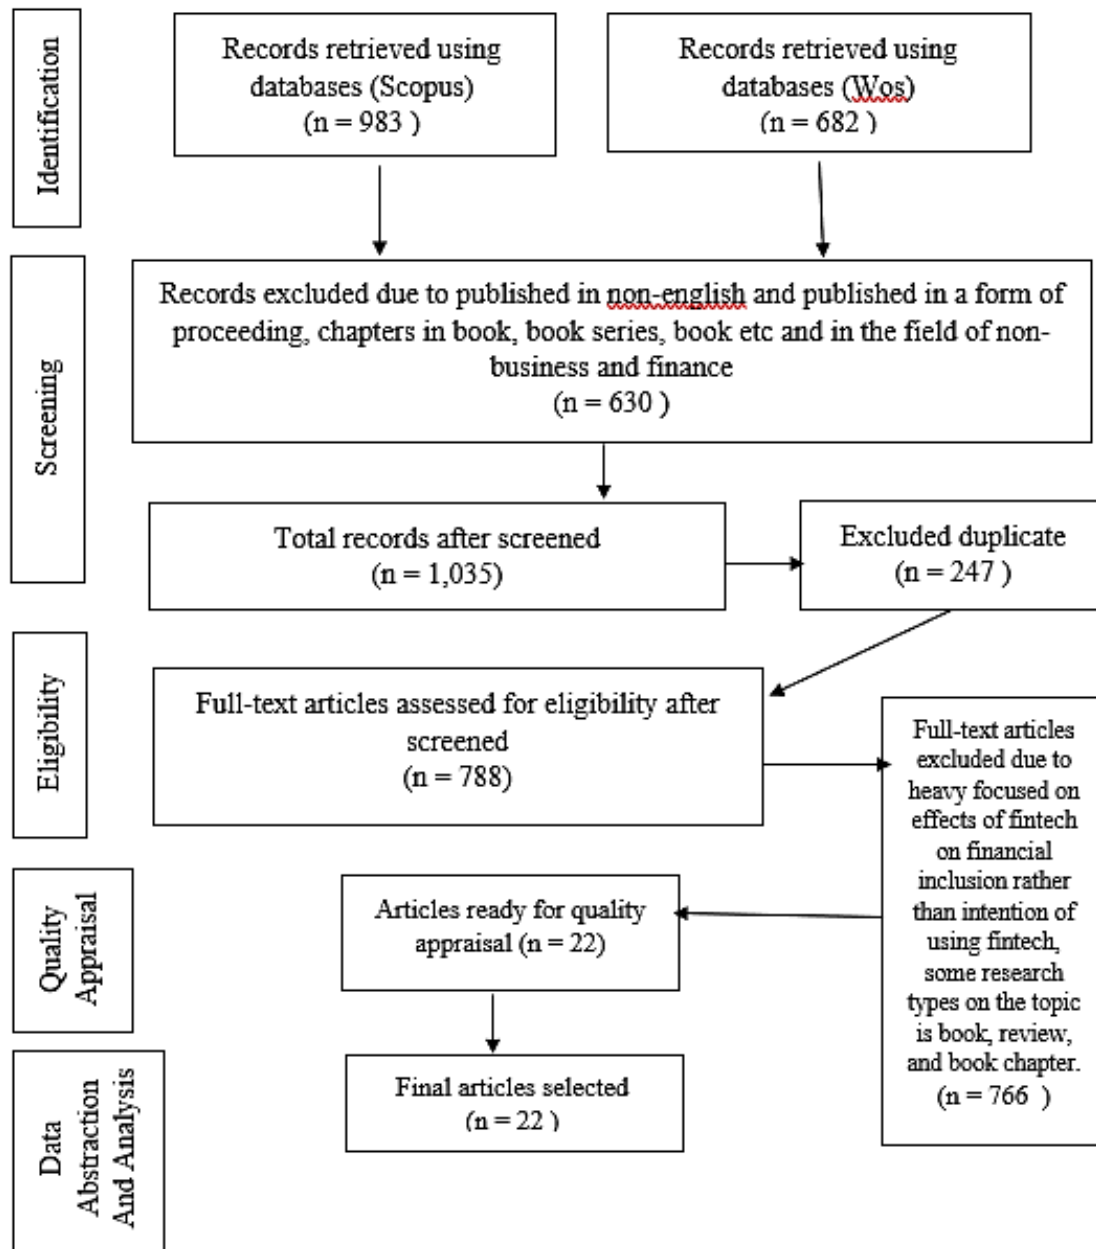 Identification
Records retrieved using
databases (Scopus)
(n = 983 )
Records retrieved using
databases (Wos)
(n = 682 )
Screening
Records excluded due to published in non-english and published in a form of
proceeding, chapters in book, book series, book etc and in the field of non-
business and finance
(n = 630 )
Total records after screened
(n = 1,035)
Excluded duplicate
(n = 247 )
Eligibility
Full-text articles assessed for eligibility after
screened
(n = 788)
Full-text articles
excluded due to
heavy focused on
effects of fintech
on financial
inclusion rather
than intention of
using fintech,
some research
types on the topic
is book, review,
and book chapter.
(n = 766 )
Quality
Appraisal
Articles ready for quality
appraisal (n = 22)
Data
Abstraction
And Analysis
Final articles selected
(n = 22 )